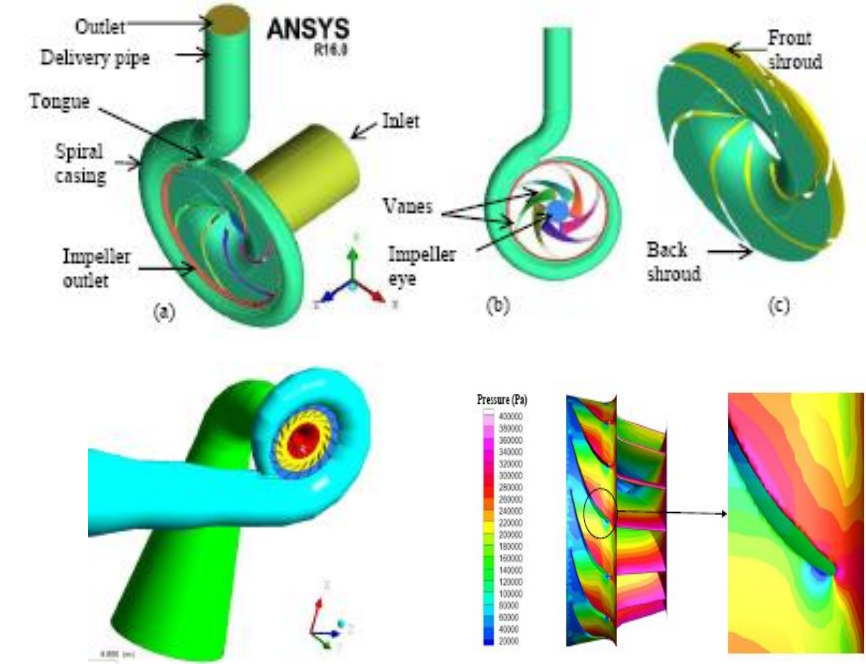 Outlet
ANSYS
R16.0
Delivery pipe
Tongue
Inlet
Spiral
casing
Impeller
outlet
(a)
Vanes
Impeller
eye
(b)
Front
shroud
Back
shroud
(c)
Pressure (Pa)
400000
380000
360000
340000
320000
300000
280000
260000
240000
220000
200000
180000
160000
140000
120000
100000
80000
60000
40000
20000
X
Z
Y